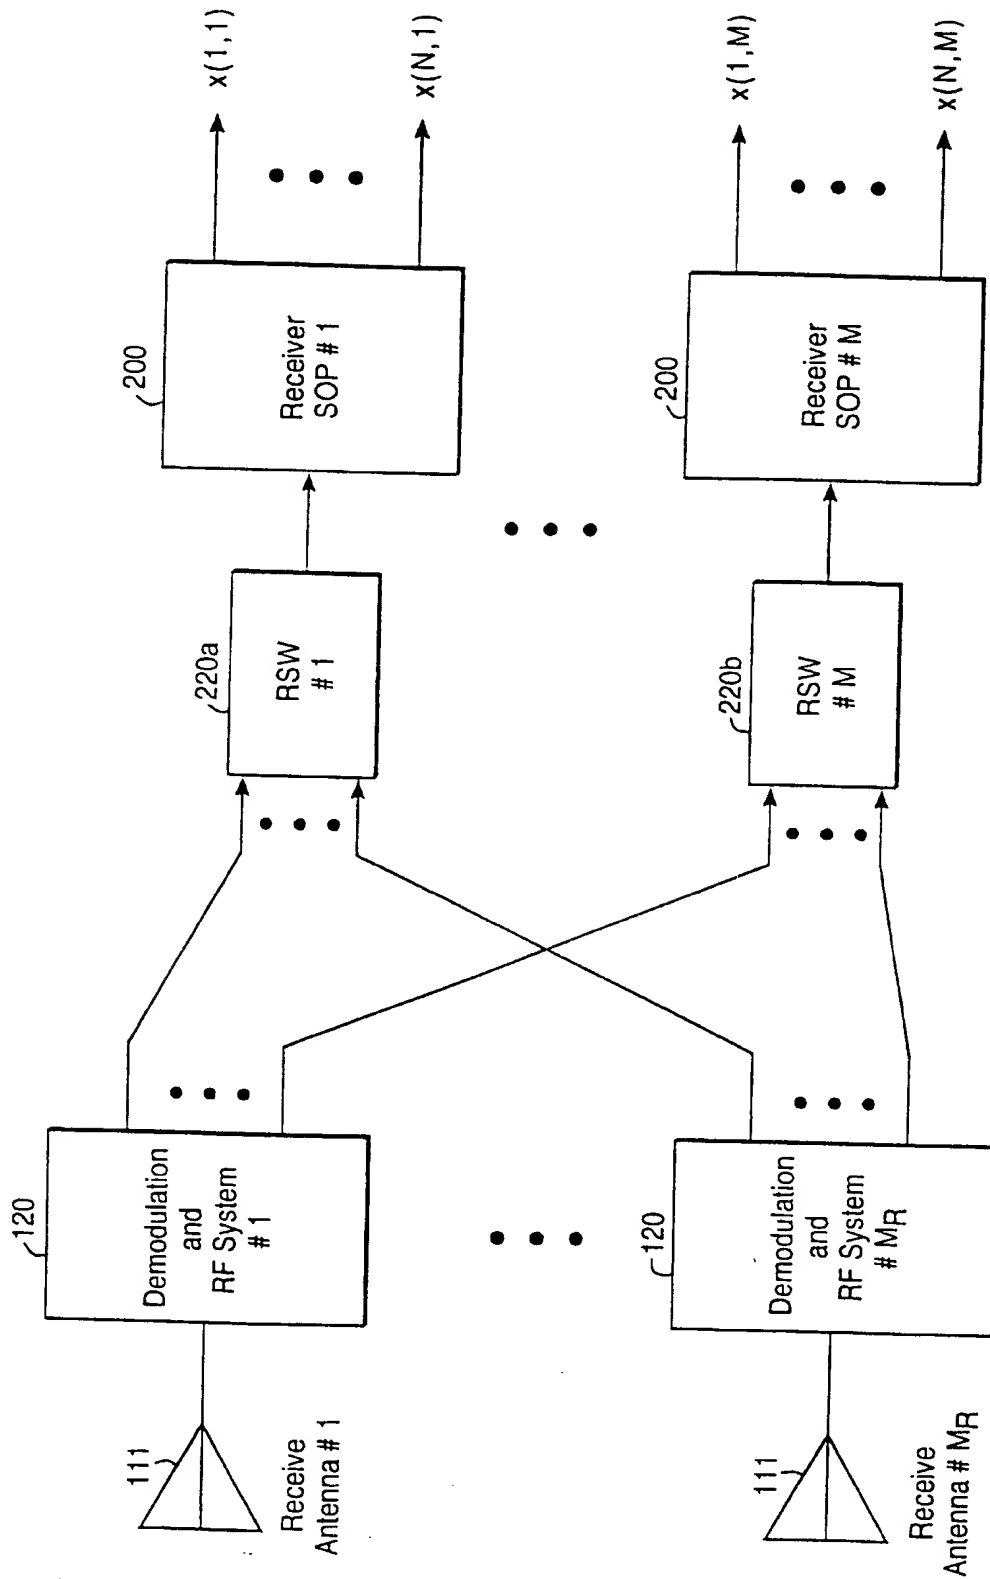 111
Receive
Antenna # 1
120
Demodulation
and
RF System
# 1
220a
RSW
# 1
200
Receiver
SOP # 1
x(1,1)
x(N,1)
111
Receive
Antenna # MR
120
Demodulation
and
RF System
# MR
220b
RSW
# M
200
Receiver
SOP # M
x(1,M)
x(N,M)